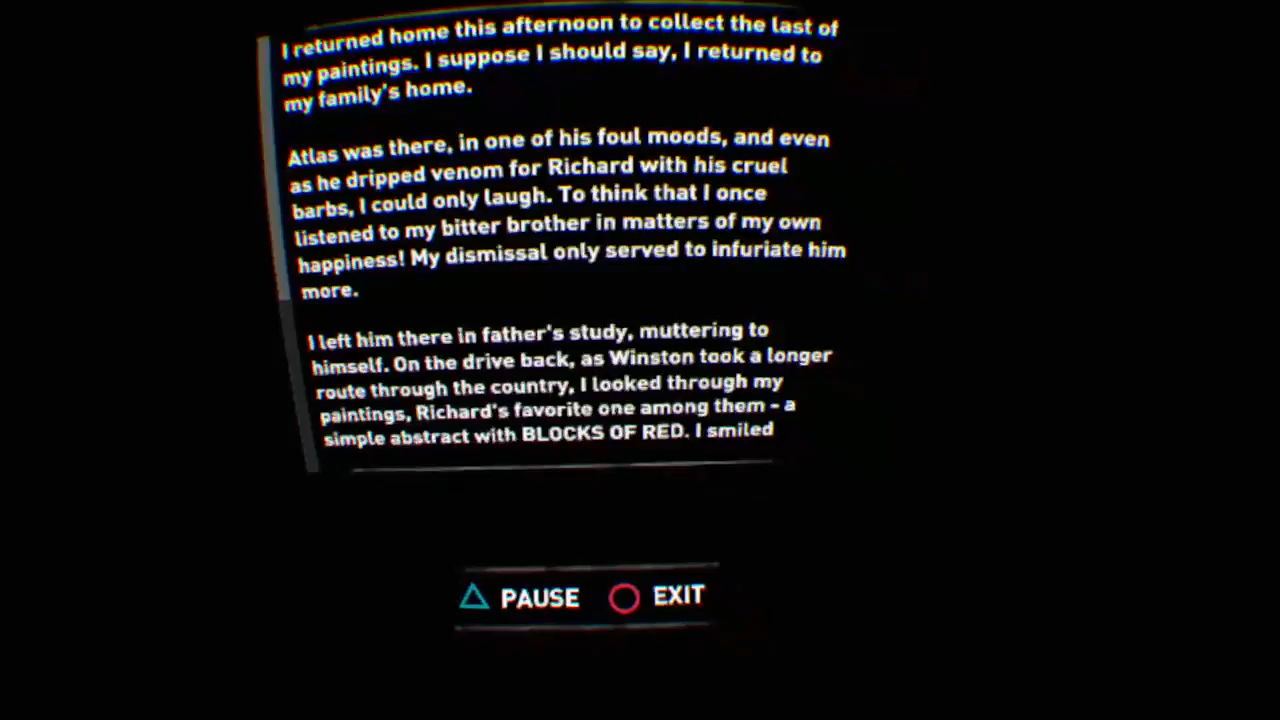 I returned home this afternoon to collect the last of
my paintings. I suppose I should say, I returned to
my family's home.
Atlas was there, in one of his foul moods, and even
as he dripped venom for Richard with his cruel
barbs, I could only laugh. To think that I once
listened to my bitter brother in matters of my own
happiness! My dismissal only served to infuriate him
more.
I left him there in father's study, muttering to
himself. On the drive back, as Winston took a longer
route through the country, I looked through my
paintings, Richard's favorite one among them - a
simple abstract with BLOCKS OF RED. I smiled
PAUSE EXIT